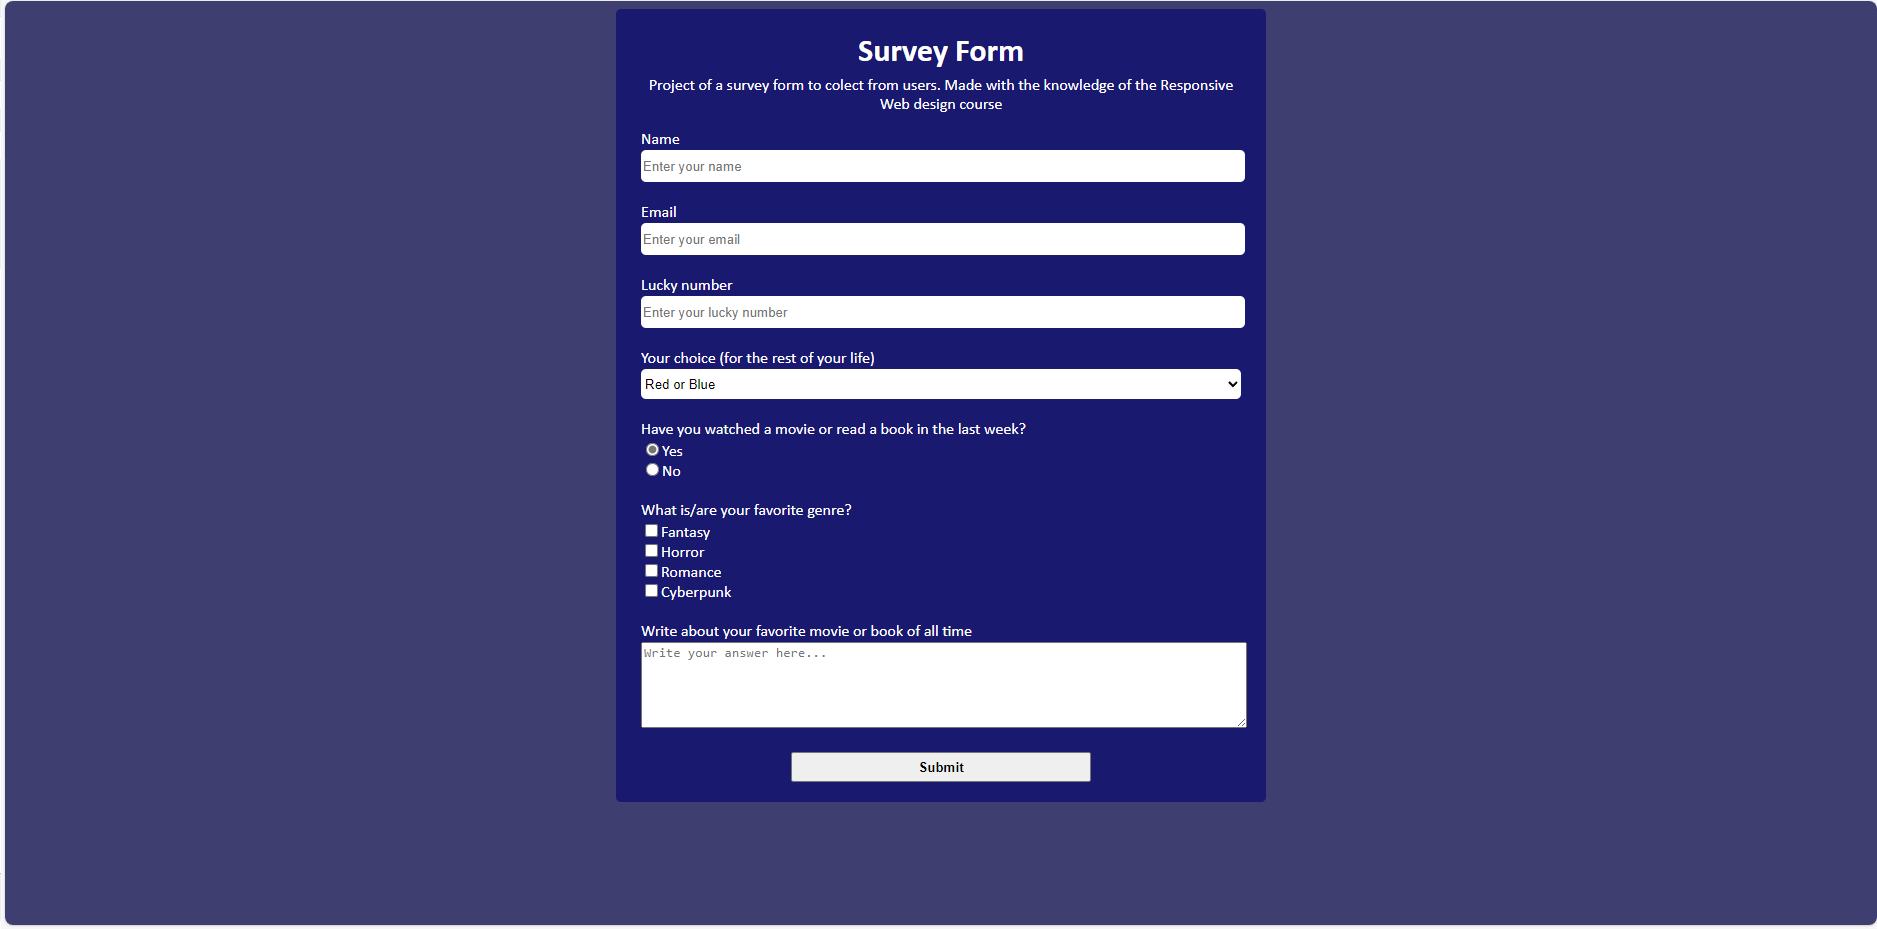 Survey Form
Project of a survey form to colect from users. Made with the knowledge of the Responsive
Web design course
Name
Enter your name
Email
Enter your email
Lucky number
Enter your lucky number
Your choice (for the rest of your life)
Red or Blue
Have you watched a movie or read a book in the last week?
Yes
No
What is/are your favorite genre?
Fantasy
Horror
Romance
Cyberpunk
Write about your favorite movie or book of all time
Write your answer here...
Submit